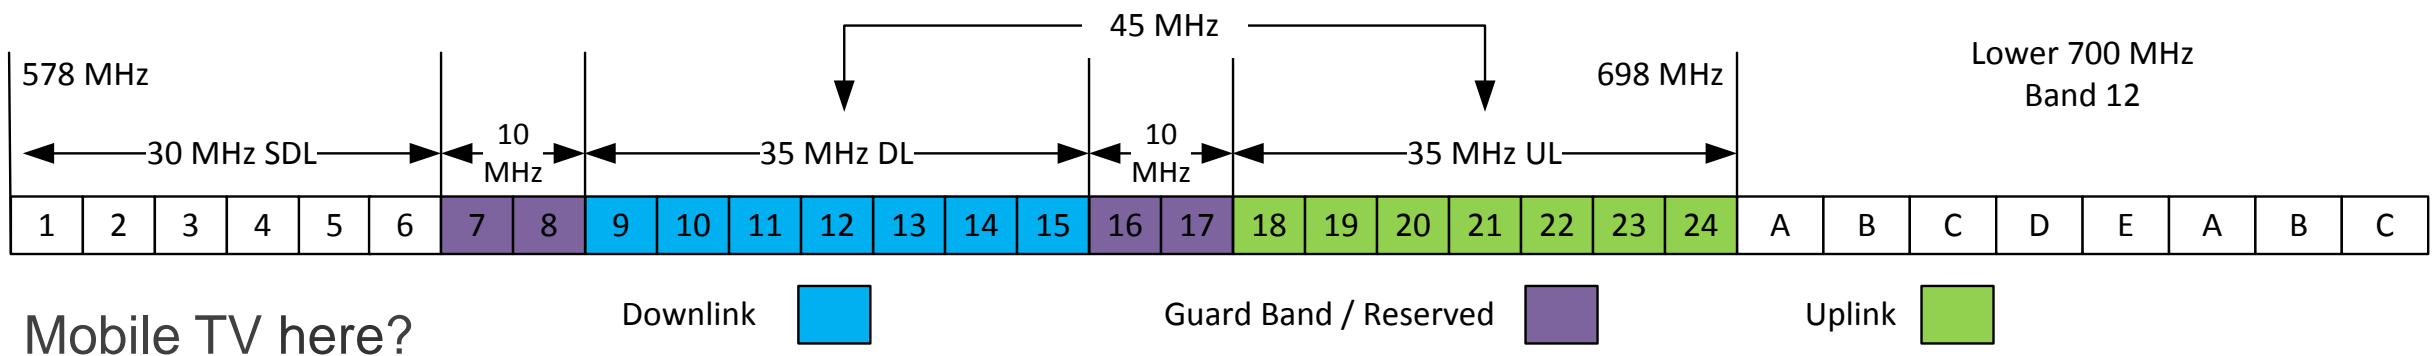 45 MHz
578 MHz
698 MHz
Lower 700 MHz
Band 12
30 MHz SDL
10
MHz
35 MHz DL
10
MHz
35 MHz UL
1 2 3 4 5 6 7 8 9 10 11 12 13 14 15 16 17 18 19 20 21 22 23 24 A B C D E A B C
Downlink
Guard Band / Reserved
Uplink
Mobile TV here?